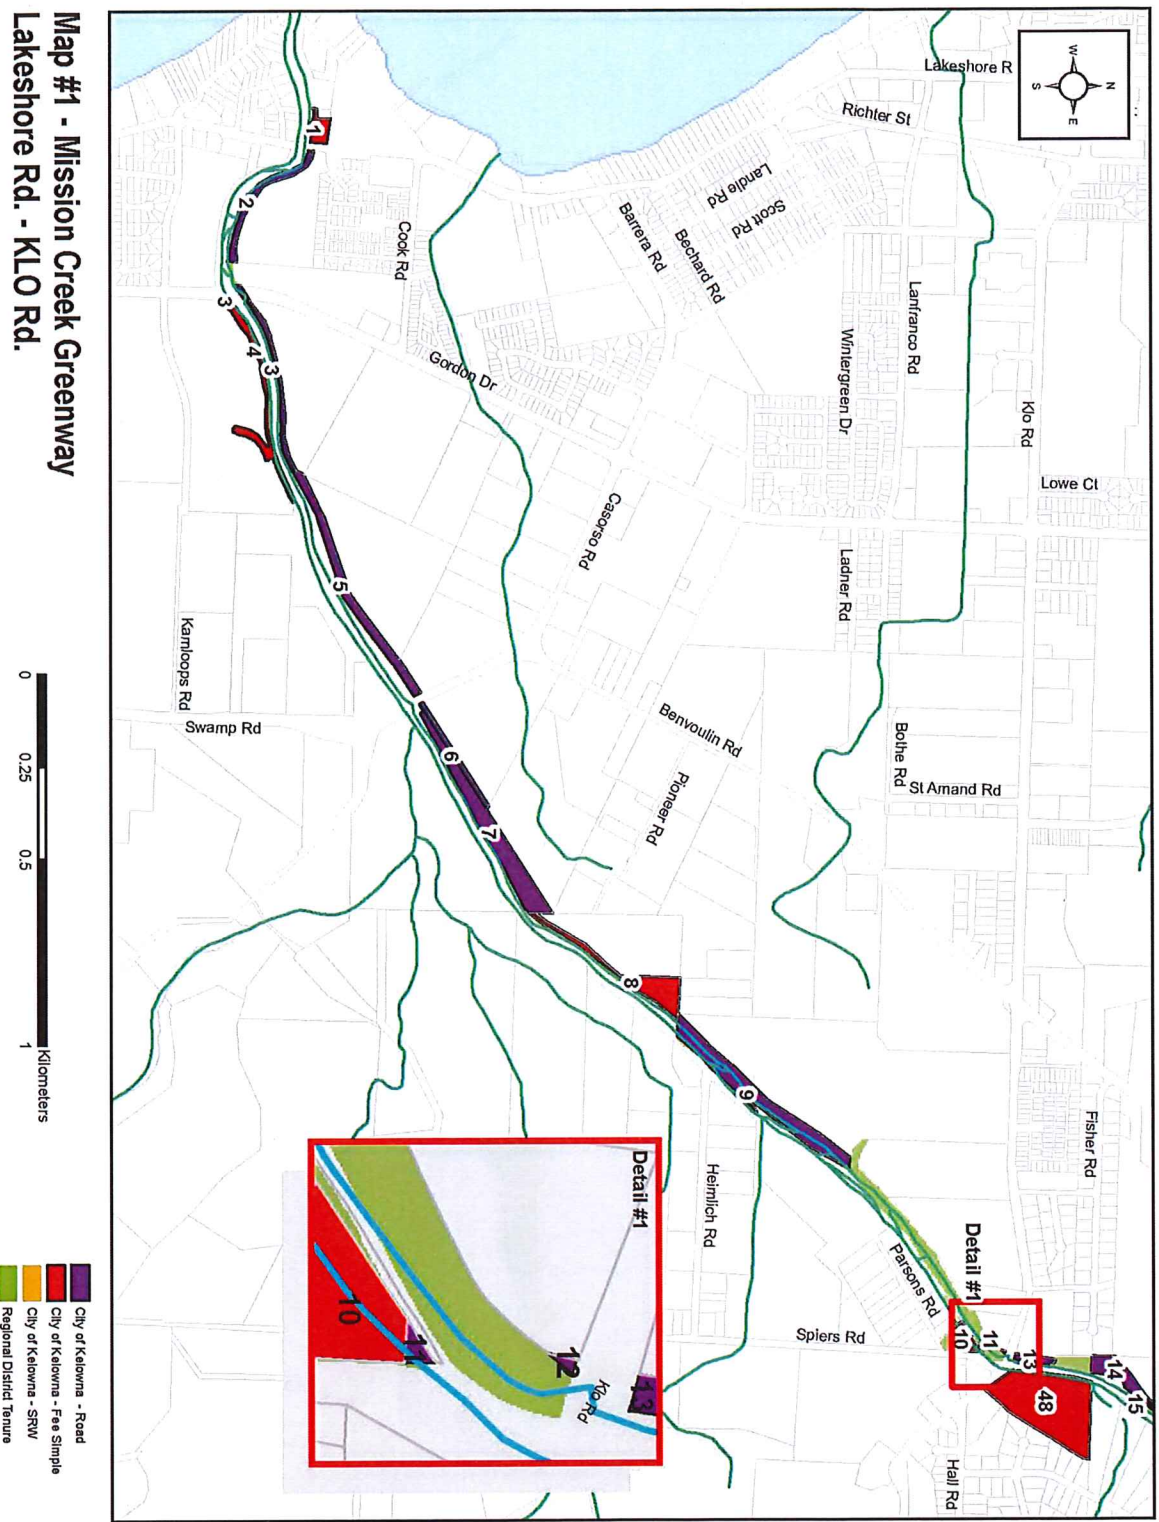 Map #1 - Mission Creek Greenway
Lakeshore Rd. - KLO Rd.
N
W
E
S
Lakeshore R
Richter St
Landie Rd
Scott Rd
Barrera Rd
Bechard Rd
Lanfranco Rd
Wintergreen Dr
Klo Rd
Lowe Ct
Cook Rd
Gordon Dr
Casorso Rd
Ladner Rd
Kamloops Rd
Swamp Rd
Benvoulin Rd
Pioneer Rd
Bothe Rd
St Amand Rd
Fisher Rd
Heimlich Rd
Parsons Rd
Spiers Rd
Hall Rd
1
2
3
4
3
5
6
7
8
9
Detail #1
10
11
13
14
15
48
Detail #1
10
11
12
13
Klo Rd
0
0.25
0.5
1
Kilometers
City of Kelowna - Road
City of Kelowna - Fee Simple
City of Kelowna - SRW
Regional District Tenure